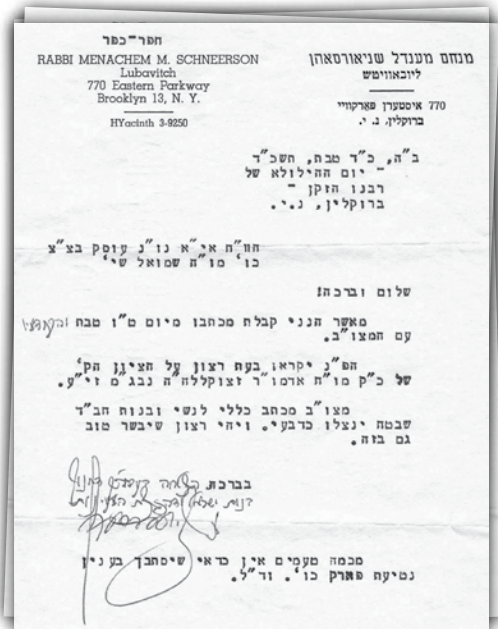 חפר-כפר
RABBI MENACHEM M. SCHNEERSON
Lubavitch
770 Eastern Parkway
Brooklyn 13, N. Y.
HYacinth 3-9250
מנחם מענדל שניאורסאהן
ליובאוויטש
770 איסטערן פארקוויי
ברוקלין, נ. י.
ב"ה, כ"ד טבת, תשכ"ד
- יום ההילולא של
רבנו הזקן -
ברוקלין, נ.י.
הוו"ח אי"א נו"נ עוסק בצ"צ
כו' מו"ה שמואל שי'
שלום וברכה!
מאשר הנני קבלת מכתבו מיום ט"ו טבת
עם המצו"ב.
הפ"נ יקראו בעת רצון על הציון הק'
של כ"ק מו"ח אדמו"ר זצוקללה"ה נבג"מ זי"ע.
מצו"ב מכתב כללי לנשי ובנות חב"ד
שבטח ינצלו כדבעי. ויהי רצון שיבשר טוב
גם בזה.
בברכת
מכמה טעמים אין כדאי שיסתבך בענין
נטיעת פארק כו'. וד"ל.